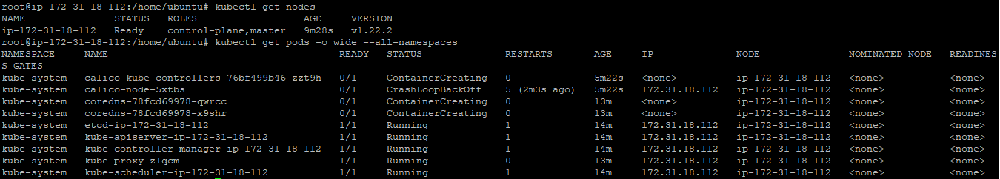 root@ip-172-31-18-112:/home/ubuntu# kubectl get nodes
NAME STATUS ROLES AGE VERSION
ip-172-31-18-112 Ready control-plane,master 9m28s v1.22.2
root@ip-172-31-18-112:/home/ubuntu# kubectl get pods -o wide --all-namespaces
NAMESPACE NAME READY STATUS RESTARTS AGE IP NODE NOMINATED NODE READINES
S GATES
kube-system calico-kube-controllers-76bf499b46-zzt9h 0/1 ContainerCreating 0 5m22s <none> ip-172-31-18-112 <none> <none>
kube-system calico-node-5xtbs 0/1 CrashLoopBackOff 5 (2m3s ago) 5m22s 172.31.18.112 ip-172-31-18-112 <none> <none>
kube-system coredns-78fcd69978-qwrcc 0/1 ContainerCreating 0 13m <none> ip-172-31-18-112 <none> <none>
kube-system coredns-78fcd69978-x9shr 0/1 ContainerCreating 0 13m <none> ip-172-31-18-112 <none> <none>
kube-system etcd-ip-172-31-18-112 1/1 Running 1 14m 172.31.18.112 ip-172-31-18-112 <none> <none>
kube-system kube-apiserver-ip-172-31-18-112 1/1 Running 1 14m 172.31.18.112 ip-172-31-18-112 <none> <none>
kube-system kube-controller-manager-ip-172-31-18-112 1/1 Running 1 14m 172.31.18.112 ip-172-31-18-112 <none> <none>
kube-system kube-proxy-zlqcm 1/1 Running 0 13m 172.31.18.112 ip-172-31-18-112 <none> <none>
kube-system kube-scheduler-ip-172-31-18-112 1/1 Running 1 14m 172.31.18.112 ip-172-31-18-112 <none> <none>